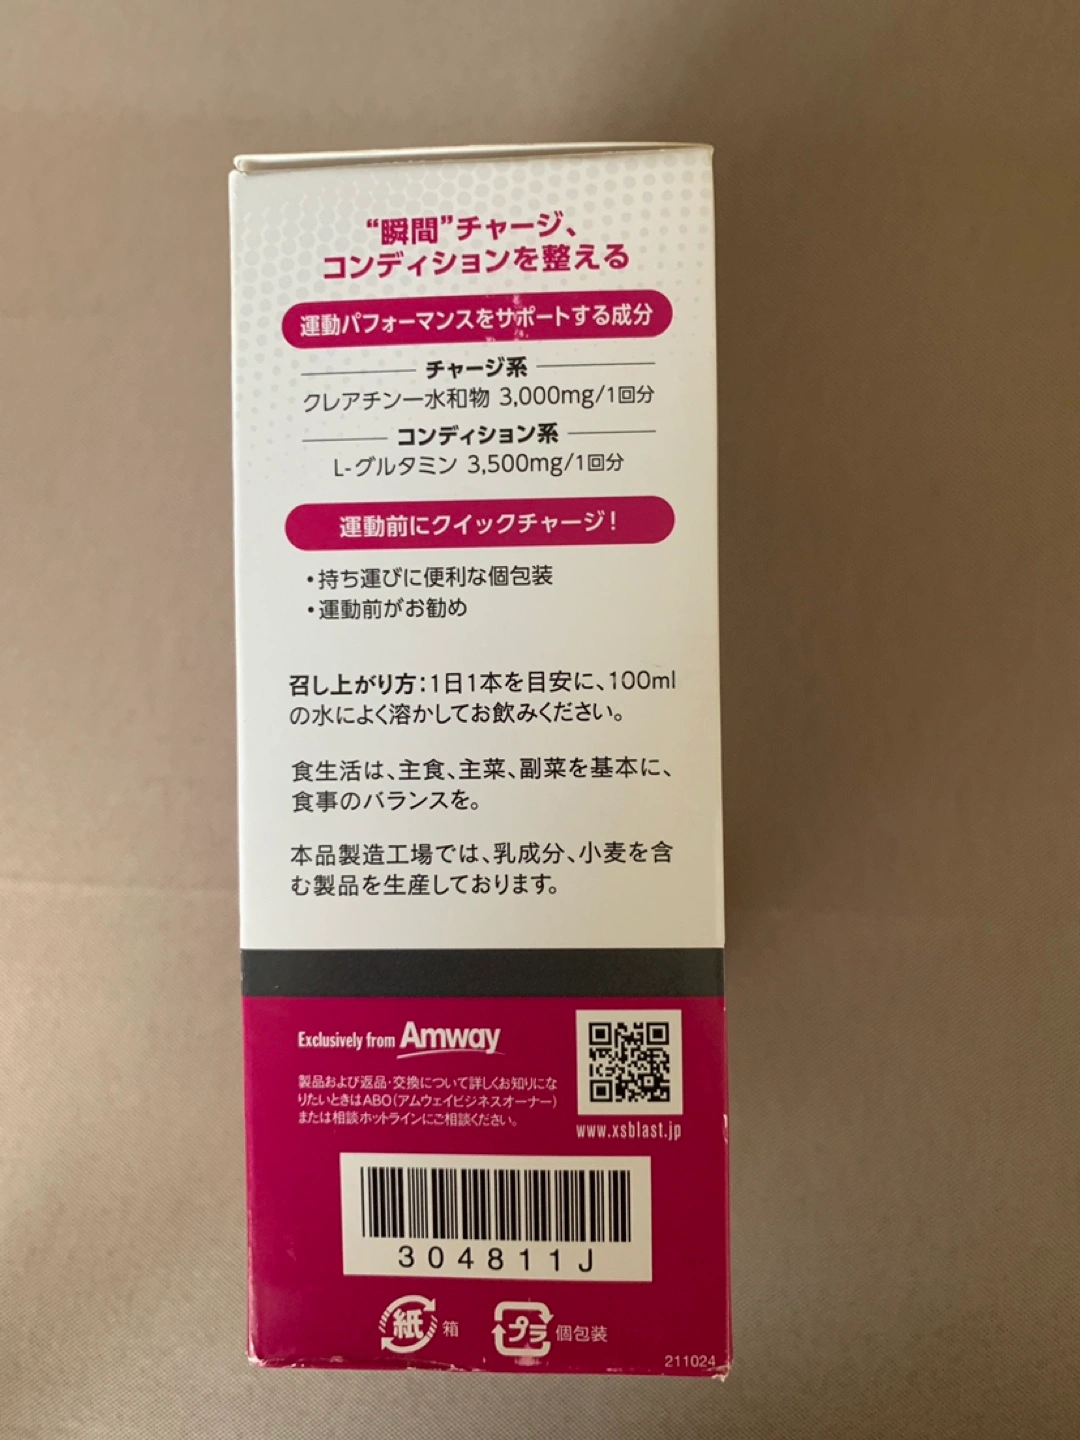 “瞬間”チャージ、
コンディションを整える
運動パフォーマンスをサポートする成分
チャージ系
クレアチン一水和物 3,000mg/1回分
コンディション系
L-グルタミン 3,500mg/1回分
運動前にクイックチャージ！
・持ち運びに便利な個包装
・運動前がお勧め
召し上がり方：1日1本を目安に、100ml
の水によく溶かしてお飲みください。
食生活は、主食、主菜、副菜を基本に、
食事のバランスを。
本品製造工場では、乳成分、小麦を含
む製品を生産しております。
Exclusively from Amway
製品および返品・交換について詳しくお知りにな
りたいときはABO（アムウェイビジネスオーナー）
または相談ホットラインにご相談ください。
www.xsblast.jp
304811J
紙 箱
プラ 個包装
211024